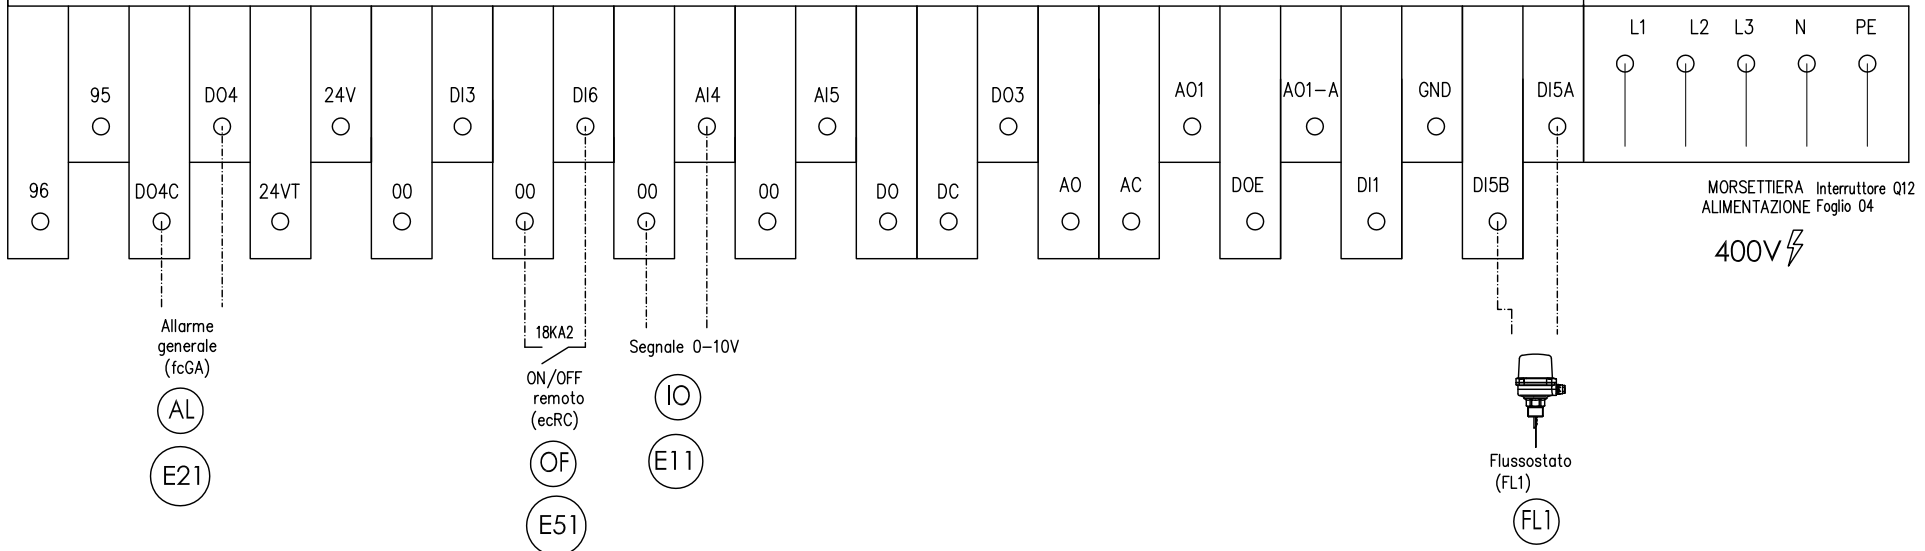 L1 L2 L3 N PE
95 DO4 24V DI3 DI6 AI4 AI5 DO3 AO1 AO1-A GND DI5A
96 DO4C 24VT 00 00 00 00 DO DC AO AC DOE DI1 DI5B
MORSETTIERA
ALIMENTAZIONE
Interruttore Q12
Foglio 04
400V
Allarme
generale
(fcGA)
AL
E21
18KA2
ON/OFF
remoto
(ecRC)
OF
E51
Segnale 0-10V
IO
E11
Flussostato
(FL1)
FL1